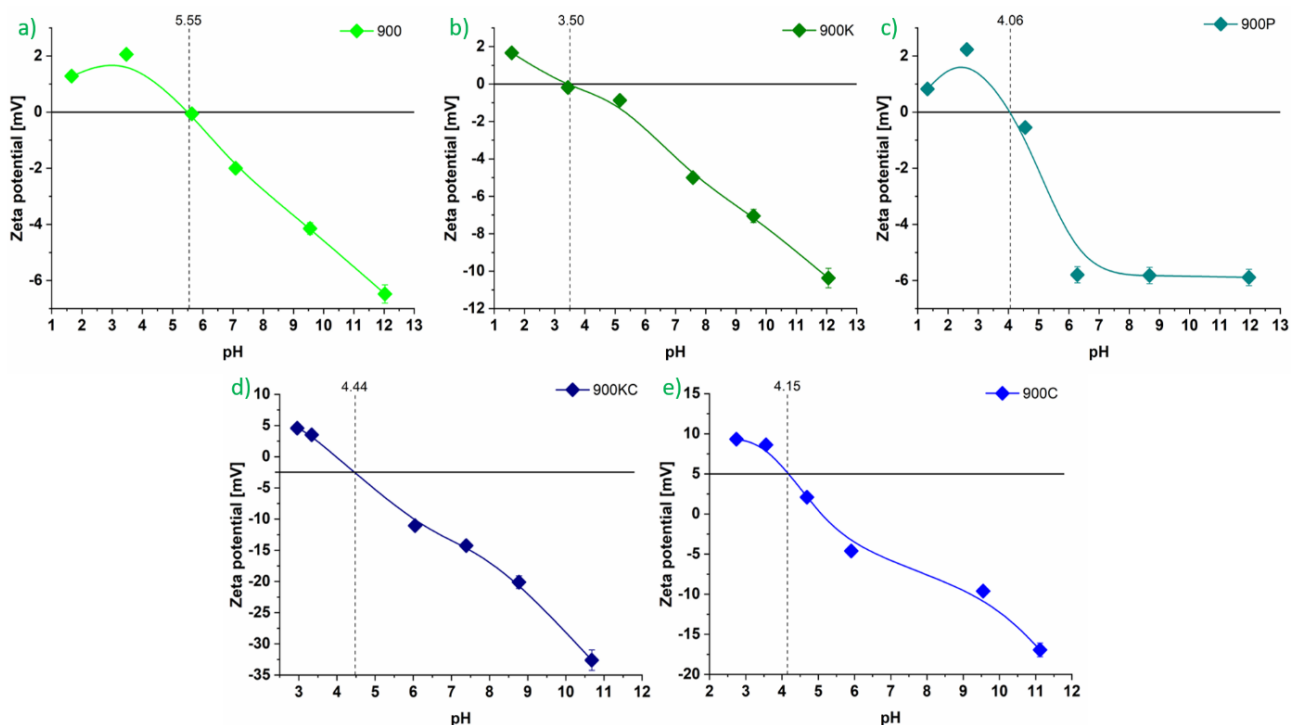 a)
5.55
900
Zeta potential [mV]
2
0
-2
-4
-6
1 2 3 4 5 6 7 8 9 10 11 12 13
pH
b)
3.50
900K
Zeta potential [mV]
2
0
-2
-4
-6
-8
-10
-12
1 2 3 4 5 6 7 8 9 10 11 12 13
pH
c)
4.06
900P
Zeta potential [mV]
2
0
-2
-4
-6
1 2 3 4 5 6 7 8 9 10 11 12 13
pH
d)
4.44
900KC
Zeta potential [mV]
10
5
0
-5
-10
-15
-20
-25
-30
-35
3 4 5 6 7 8 9 10 11 12
pH
e)
4.15
900C
Zeta potential [mV]
15
10
5
0
-5
-10
-15
-20
2 3 4 5 6 7 8 9 10 11 12
pH